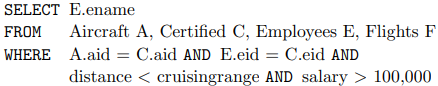 SELECT E.ename
FROM Aircraft A, Certified C, Employees E, Flights F
WHERE A.aid = C.aid AND E.eid = C.eid AND
distance < cruisingrange AND salary > 100,000